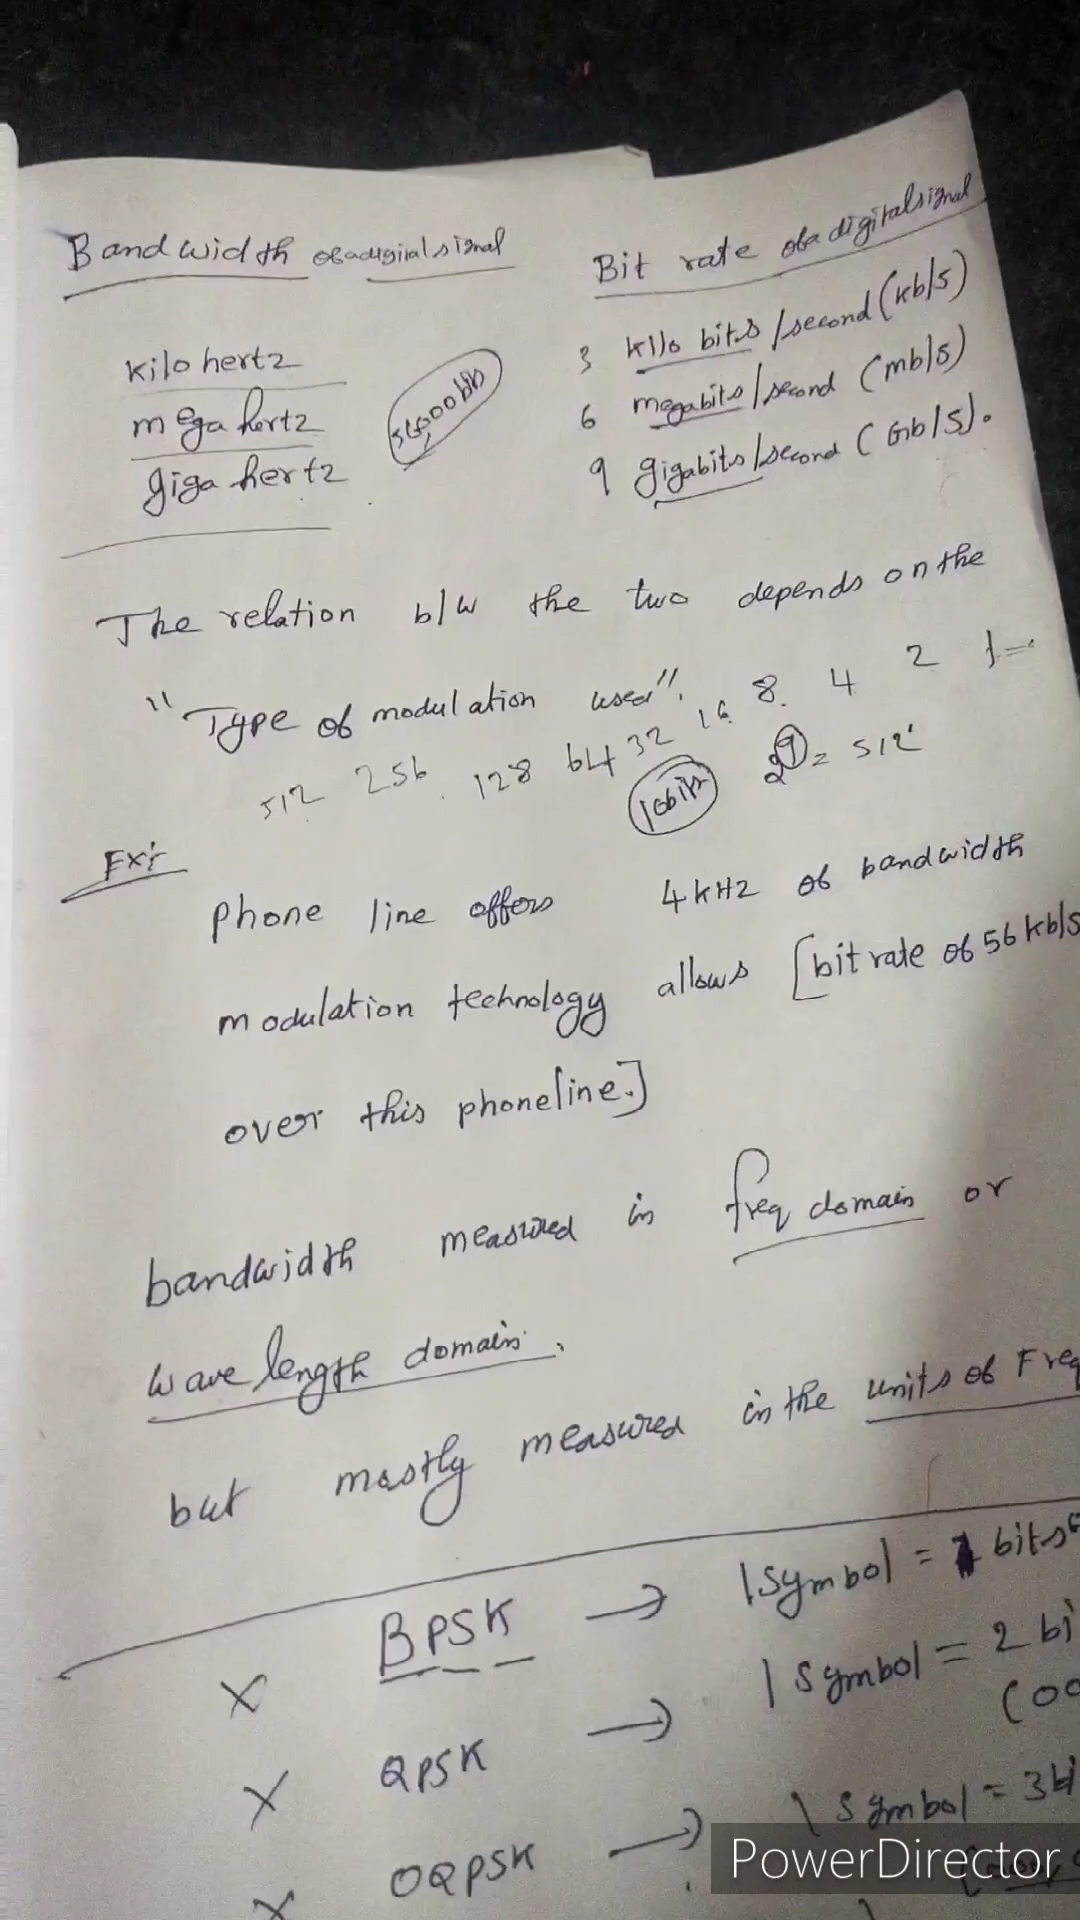 Bandwidth of a digital signal
Bit rate of a digital signal
kilo hertz
mega hertz
giga hertz
56000 bits
3 kilo bits/second (kb/s)
6 megabits/second (mb/s)
9 gigabits/second (Gb/s).
The relation b/w the two depends on the
"Type of modulation used".
512 256 128 64 32 16 8 4 2 1
2⁹ = 512
Ex:
phone line offers 4kHz of bandwidth
modulation technology allows [bit rate of 56 kb/s
over this phoneline.]
bandwidth measured in freq domain or
wave length domain.
but mostly measured in the units of Freq
X BPSK → 1 symbol = 1 bits
X QPSK → 1 symbol = 2 bi
(00
X OQPSK → 1 symbol = 3 bi
PowerDirector